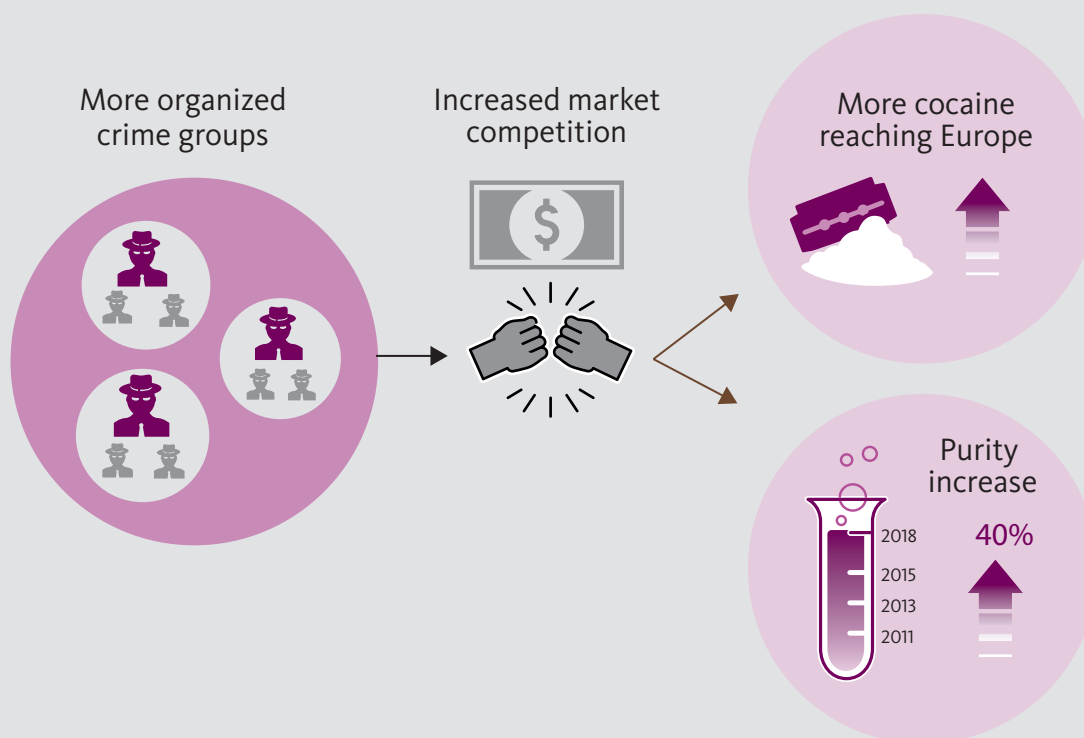 More organized
crime groups
Increased market
competition
$
More cocaine
reaching Europe
Purity
increase
40%
2018
2015
2013
2011